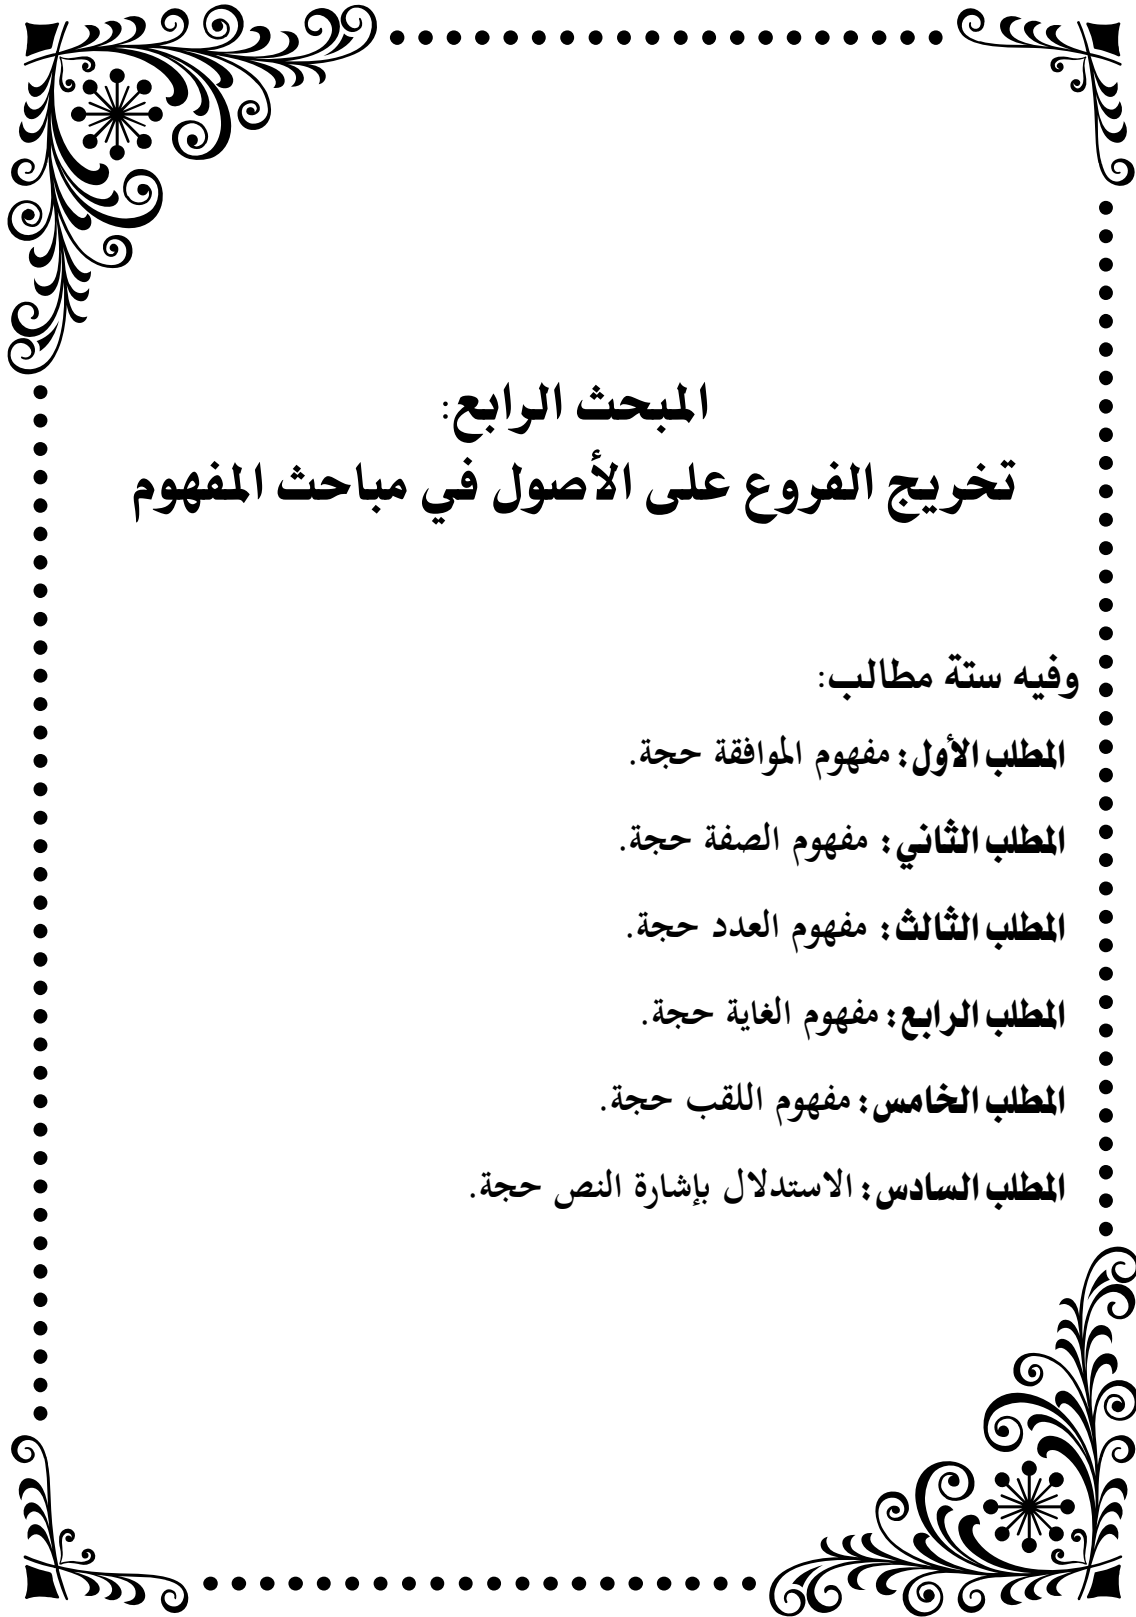 المبحث الرابع:
تخريج الفروع على الأصول في مباحث المفهوم
وفيه ستة مطالب:
المطلب الأول: مفهوم الموافقة حجة.
المطلب الثاني: مفهوم الصفة حجة.
المطلب الثالث: مفهوم العدد حجة.
المطلب الرابع: مفهوم الغاية حجة.
المطلب الخامس: مفهوم اللقب حجة.
المطلب السادس: الاستدلال بإشارة النص حجة.